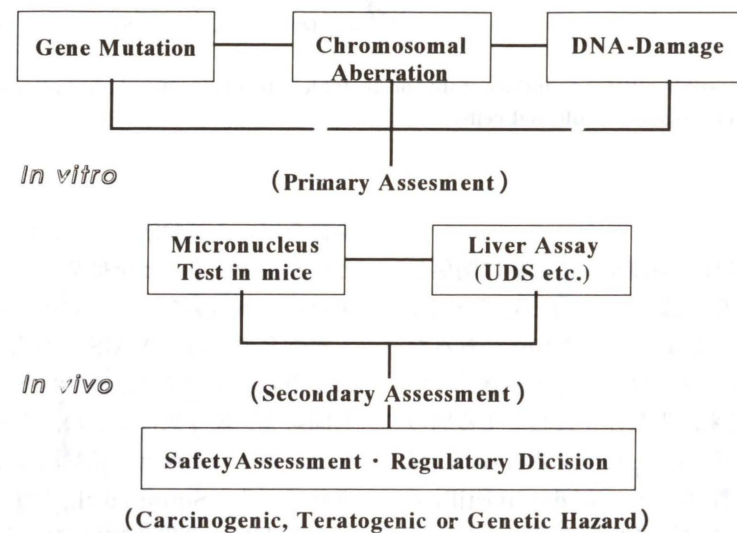 Gene Mutation
Chromosomal
Aberration
DNA-Damage
In vitro
(Primary Assesment)
Micronucleus
Test in mice
Liver Assay
(UDS etc.)
In vivo
(Secoudary Assessment)
SafetyAssessment · Regulatory Dicision
(Carcinogenic, Teratogenic or Genetic Hazard)